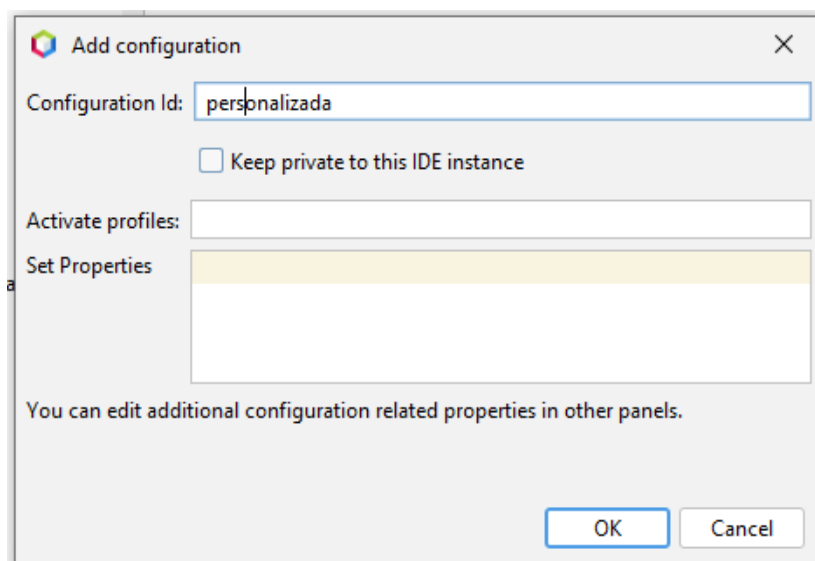 Add configuration
Configuration Id: personalizada
Keep private to this IDE instance
Activate profiles:
Set Properties
a
You can edit additional configuration related properties in other panels.
OK Cancel